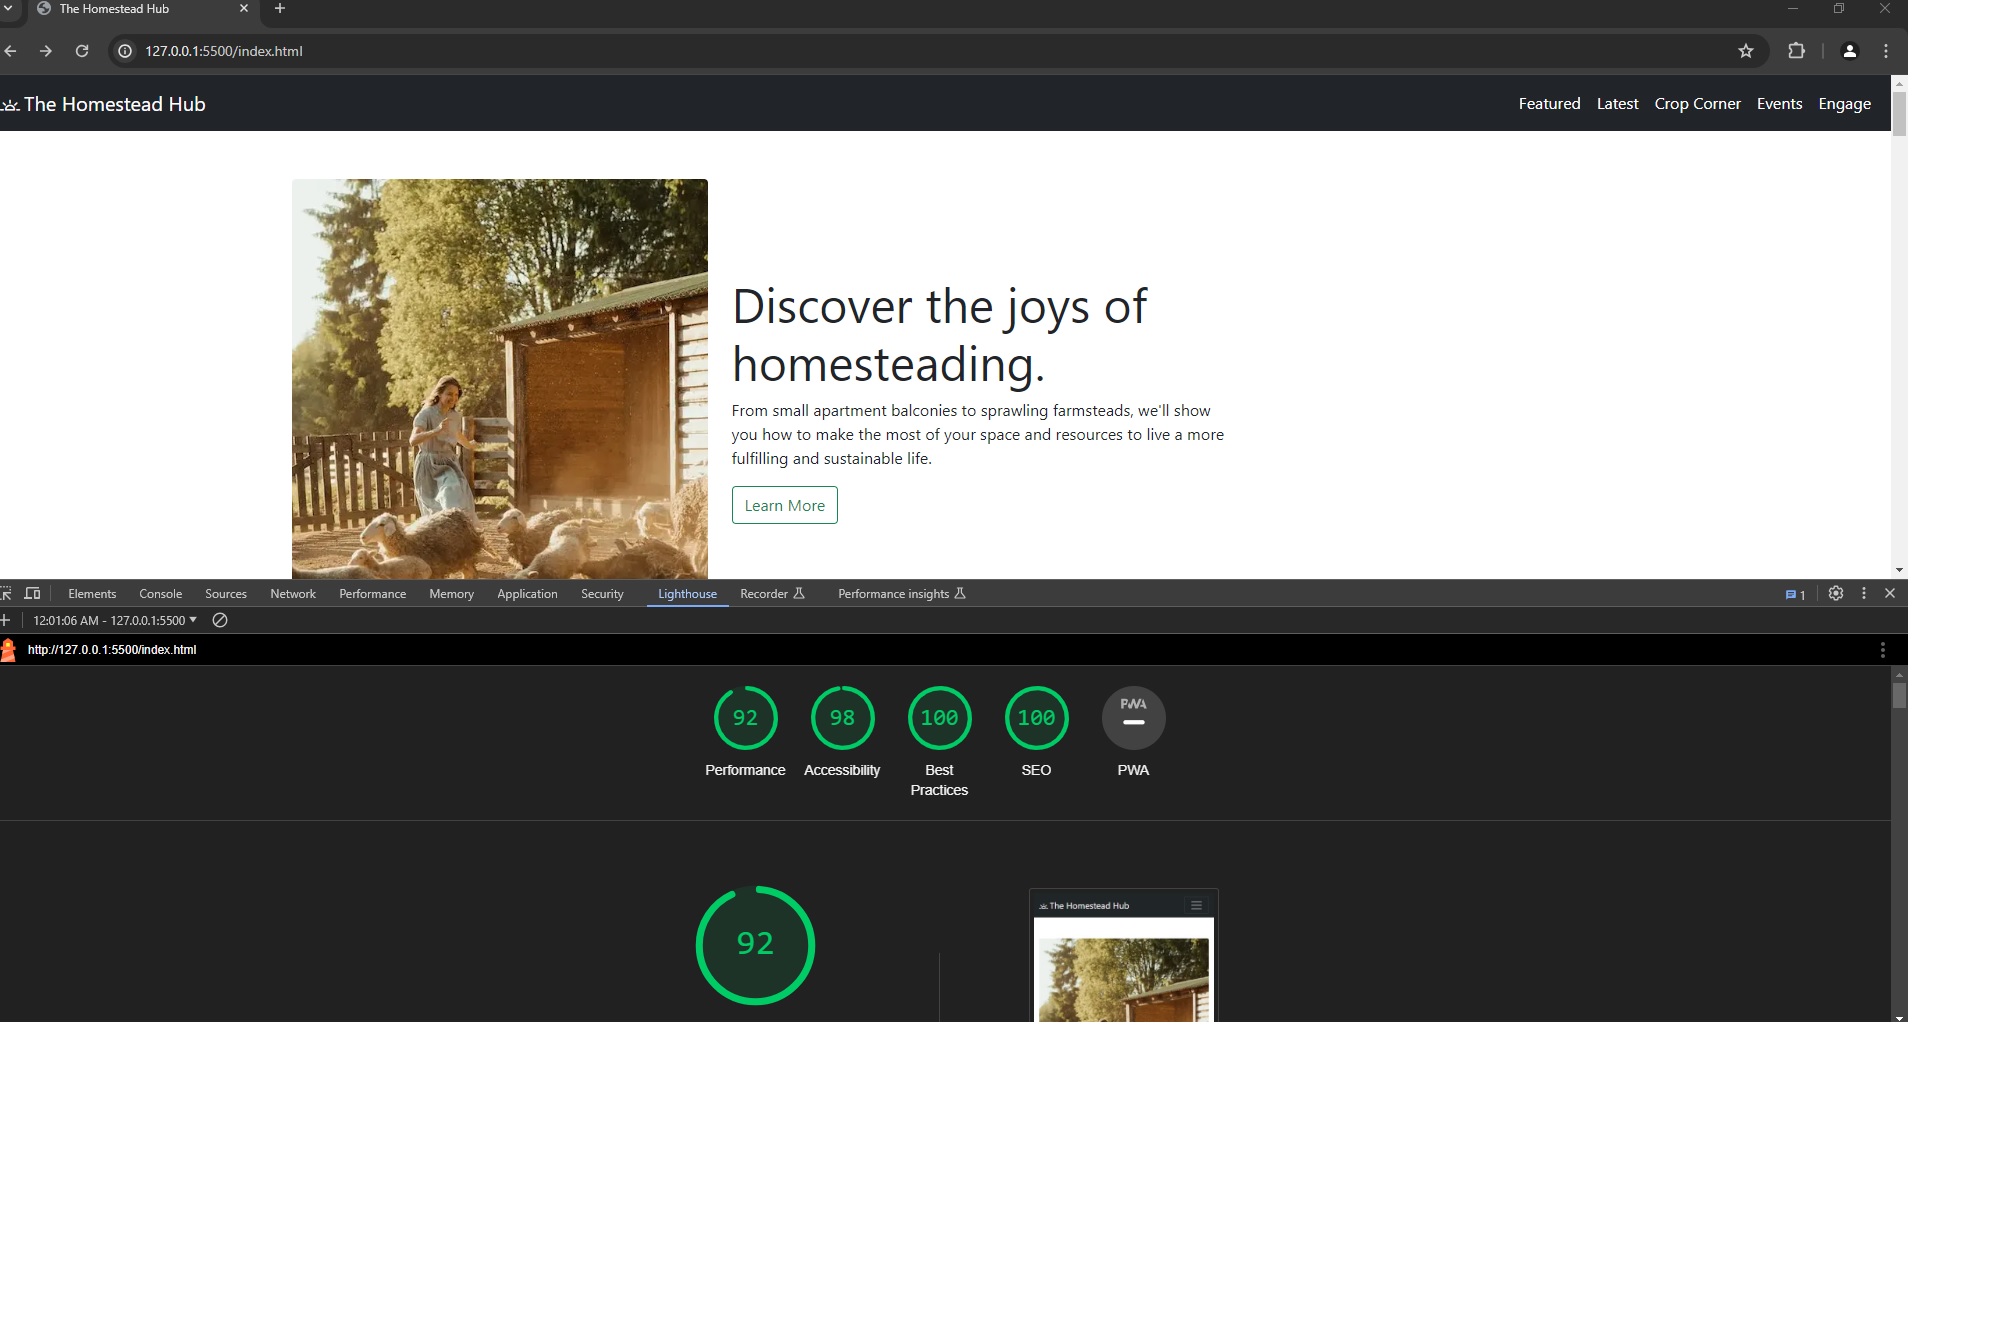 The Homestead Hub
127.0.0.1:5500/index.html
The Homestead Hub
Featured Latest Crop Corner Events Engage
Discover the joys of
homesteading.
From small apartment balconies to sprawling farmsteads, we'll show
you how to make the most of your space and resources to live a more
fulfilling and sustainable life.
Learn More
Elements Console Sources Network Performance Memory Application Security Lighthouse Recorder Performance insights 1
12:01:06 AM - 127.0.0.1:5500
http://127.0.0.1:5500/index.html
92 98 100 100 PWA
Performance Accessibility Best Practices SEO PWA
92
The Homestead Hub